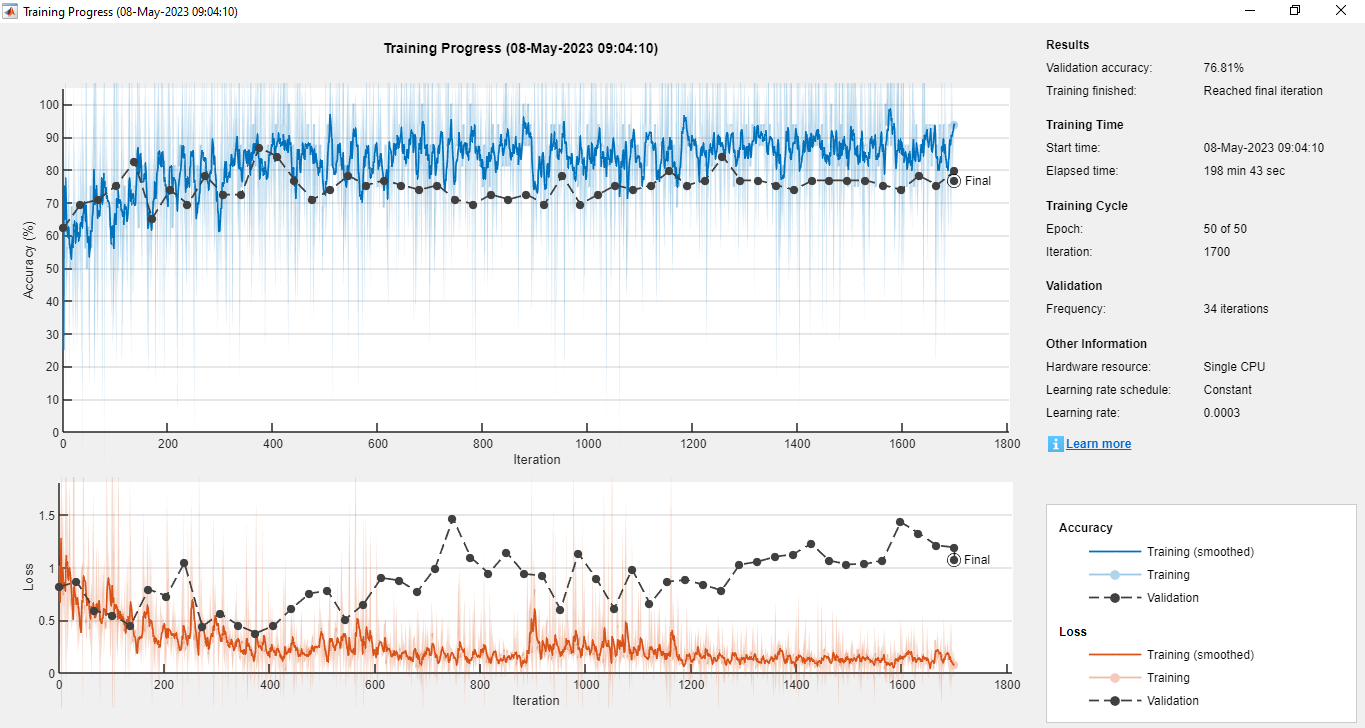 Training Progress (08-May-2023 09:04:10)
Training Progress (08-May-2023 09:04:10)
Accuracy (%)
100
90
80
70
60
50
40
30
20
10
0
Final
0 200 400 600 800 1000 1200 1400 1600 1800
Iteration
Loss
1.5
1
0.5
0
Final
0 200 400 600 800 1000 1200 1400 1600 1800
Iteration
Results
Validation accuracy: 76.81%
Training finished: Reached final iteration
Training Time
Start time: 08-May-2023 09:04:10
Elapsed time: 198 min 43 sec
Training Cycle
Epoch: 50 of 50
Iteration: 1700
Validation
Frequency: 34 iterations
Other Information
Hardware resource: Single CPU
Learning rate schedule: Constant
Learning rate: 0.0003
i Learn more
Accuracy
Training (smoothed)
Training
Validation
Loss
Training (smoothed)
Training
Validation